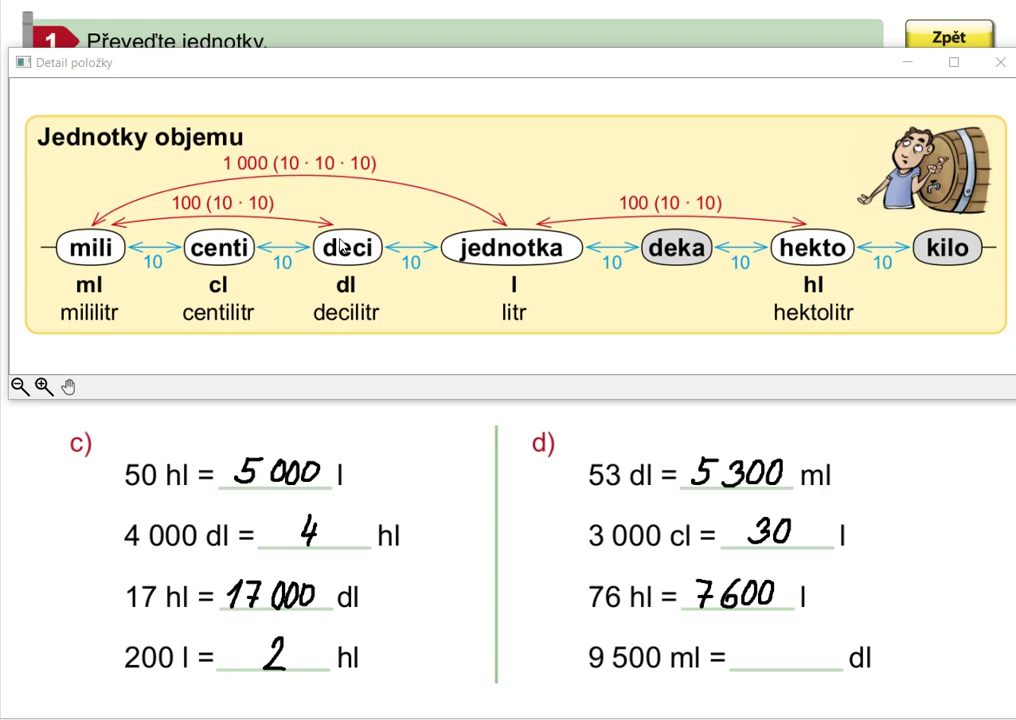 1 Převeďte jednotky.
Zpět
Detail položky
Jednotky objemu
1 000 (10 · 10 · 10)
100 (10 · 10)
100 (10 · 10)
mili centi deci jednotka deka hekto kilo
10 10 10 10 10 10
ml cl dl l hl
mililitr centilitr decilitr litr hektolitr
c)
50 hl = 5 000 l
4 000 dl = 4 hl
17 hl = 17 000 dl
200 l = 2 hl
d)
53 dl = 5 300 ml
3 000 cl = 30 l
76 hl = 7 600 l
9 500 ml = ______ dl